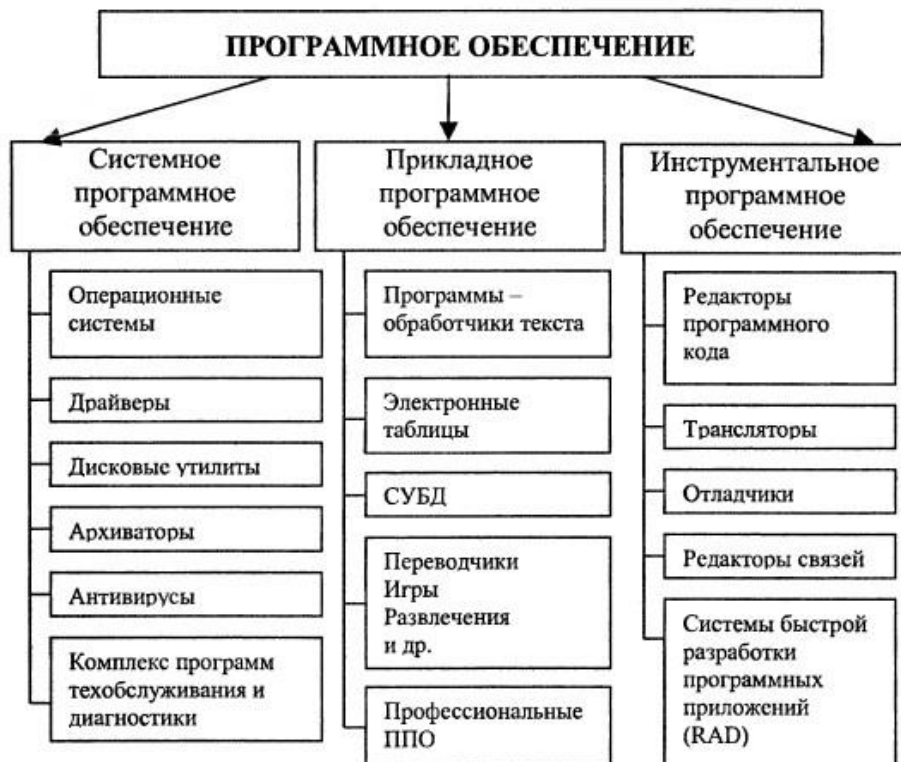 ПРОГРАММНОЕ ОБЕСПЕЧЕНИЕ
Системное
программное
обеспечение
Операционные
системы
Драйверы
Дисковые утилиты
Архиваторы
Антивирусы
Комплекс программ
техобслуживания и
диагностики
Прикладное
программное
обеспечение
Программы –
обработчики текста
Электронные
таблицы
СУБД
Переводчики
Игры
Развлечения
и др.
Профессиональные
ППО
Инструментальное
программное
обеспечение
Редакторы
программного
кода
Трансляторы
Отладчики
Редакторы связей
Системы быстрой
разработки
программных
приложений
(RAD)